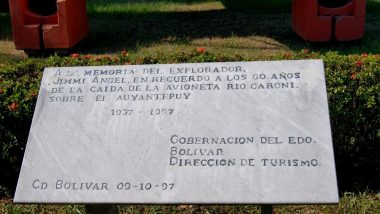 A LA MEMORIA DEL EXPLORADOR,
JIMMI ANGEL, EN RECUERDO A LOS 60 AÑOS
DE LA CAIDA DE LA AVIONETA RIO CARONI.
SOBRE El AUYANTEPUY
1937 - 1997
GOBERNACION DEL EDO.
BOLIVAR.
DIRECCION DE TURISMO.
CD BOLIVAR 09-10-97